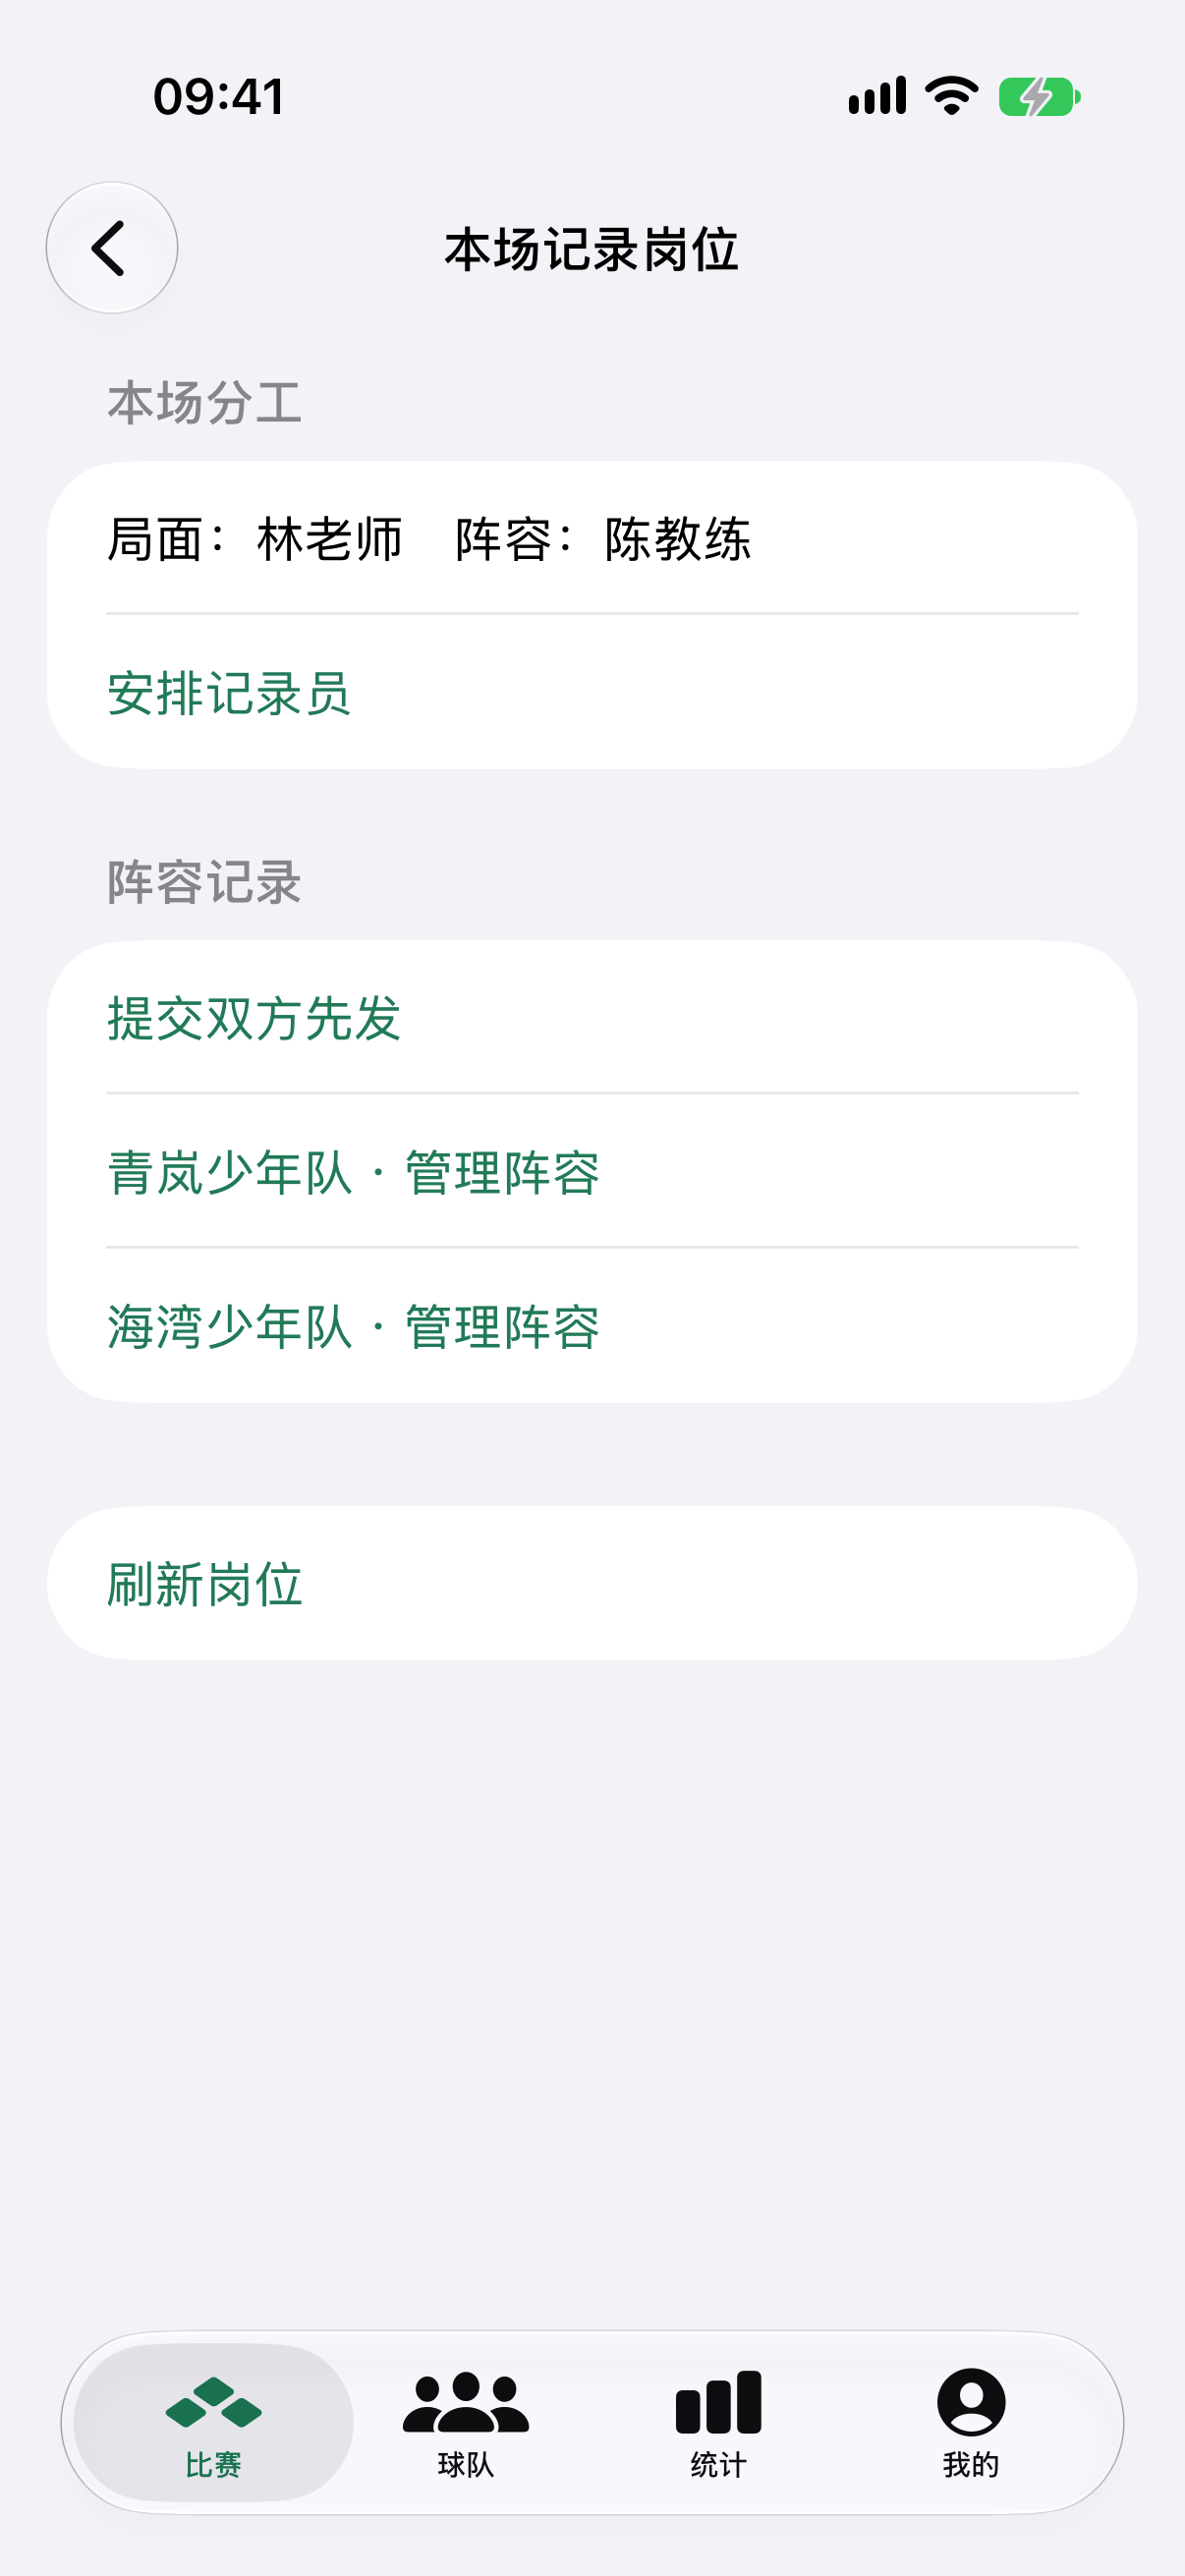 09:41
本场记录岗位
本场分工
局面：林老师　阵容：陈教练
安排记录员
阵容记录
提交双方先发
青岚少年队 · 管理阵容
海湾少年队 · 管理阵容
刷新岗位
比赛 球队 统计 我的